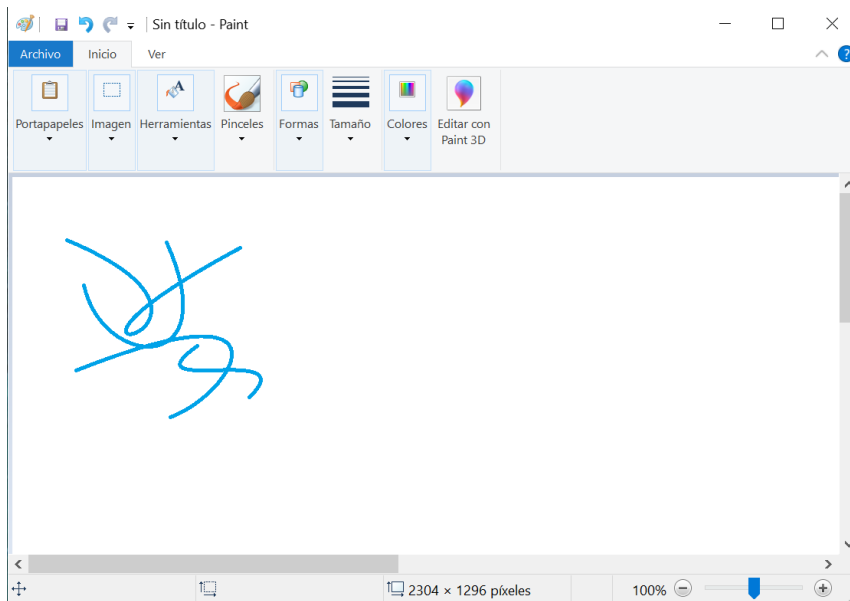 Sin título - Paint
Archivo Inicio Ver
Portapapeles Imagen Herramientas Pinceles Formas Tamaño Colores Editar con
Paint 3D
2304 × 1296 píxeles 100%